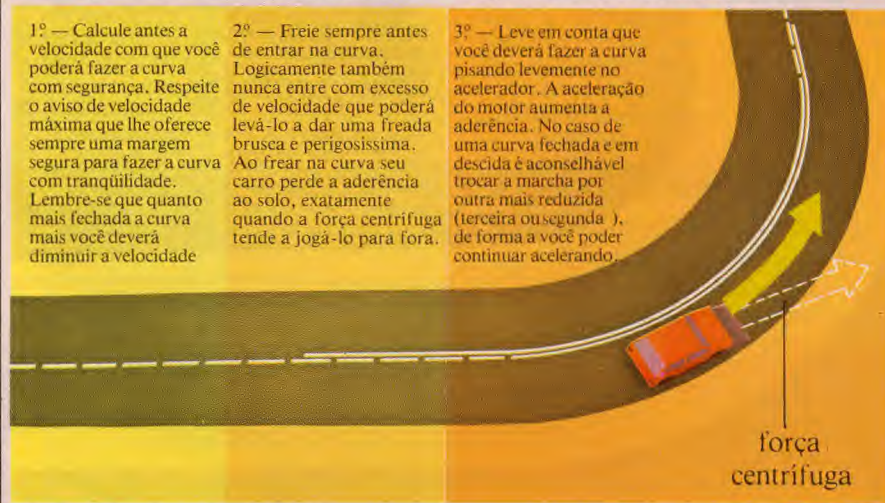 1º — Calcule antes a
velocidade com que você
poderá fazer a curva
com segurança. Respeite
o aviso de velocidade
máxima que lhe oferece
sempre uma margem
segura para fazer a curva
com tranqüilidade.
Lembre-se que quanto
mais fechada a curva
mais você deverá
diminuir a velocidade
2º — Freie sempre antes
de entrar na curva.
Logicamente também
nunca entre com excesso
de velocidade que poderá
levá-lo a dar uma freada
brusca e perigosíssima.
Ao frear na curva seu
carro perde a aderência
ao solo, exatamente
quando a força centrífuga
tende a jogá-lo para fora.
3º — Leve em conta que
você deverá fazer a curva
pisando levemente no
acelerador. A aceleração
do motor aumenta a
aderência. No caso de
uma curva fechada e em
descida é aconselhável
trocar a marcha por
outra mais reduzida
(terceira ou segunda ),
de forma a você poder
continuar acelerando.
força
centrífuga